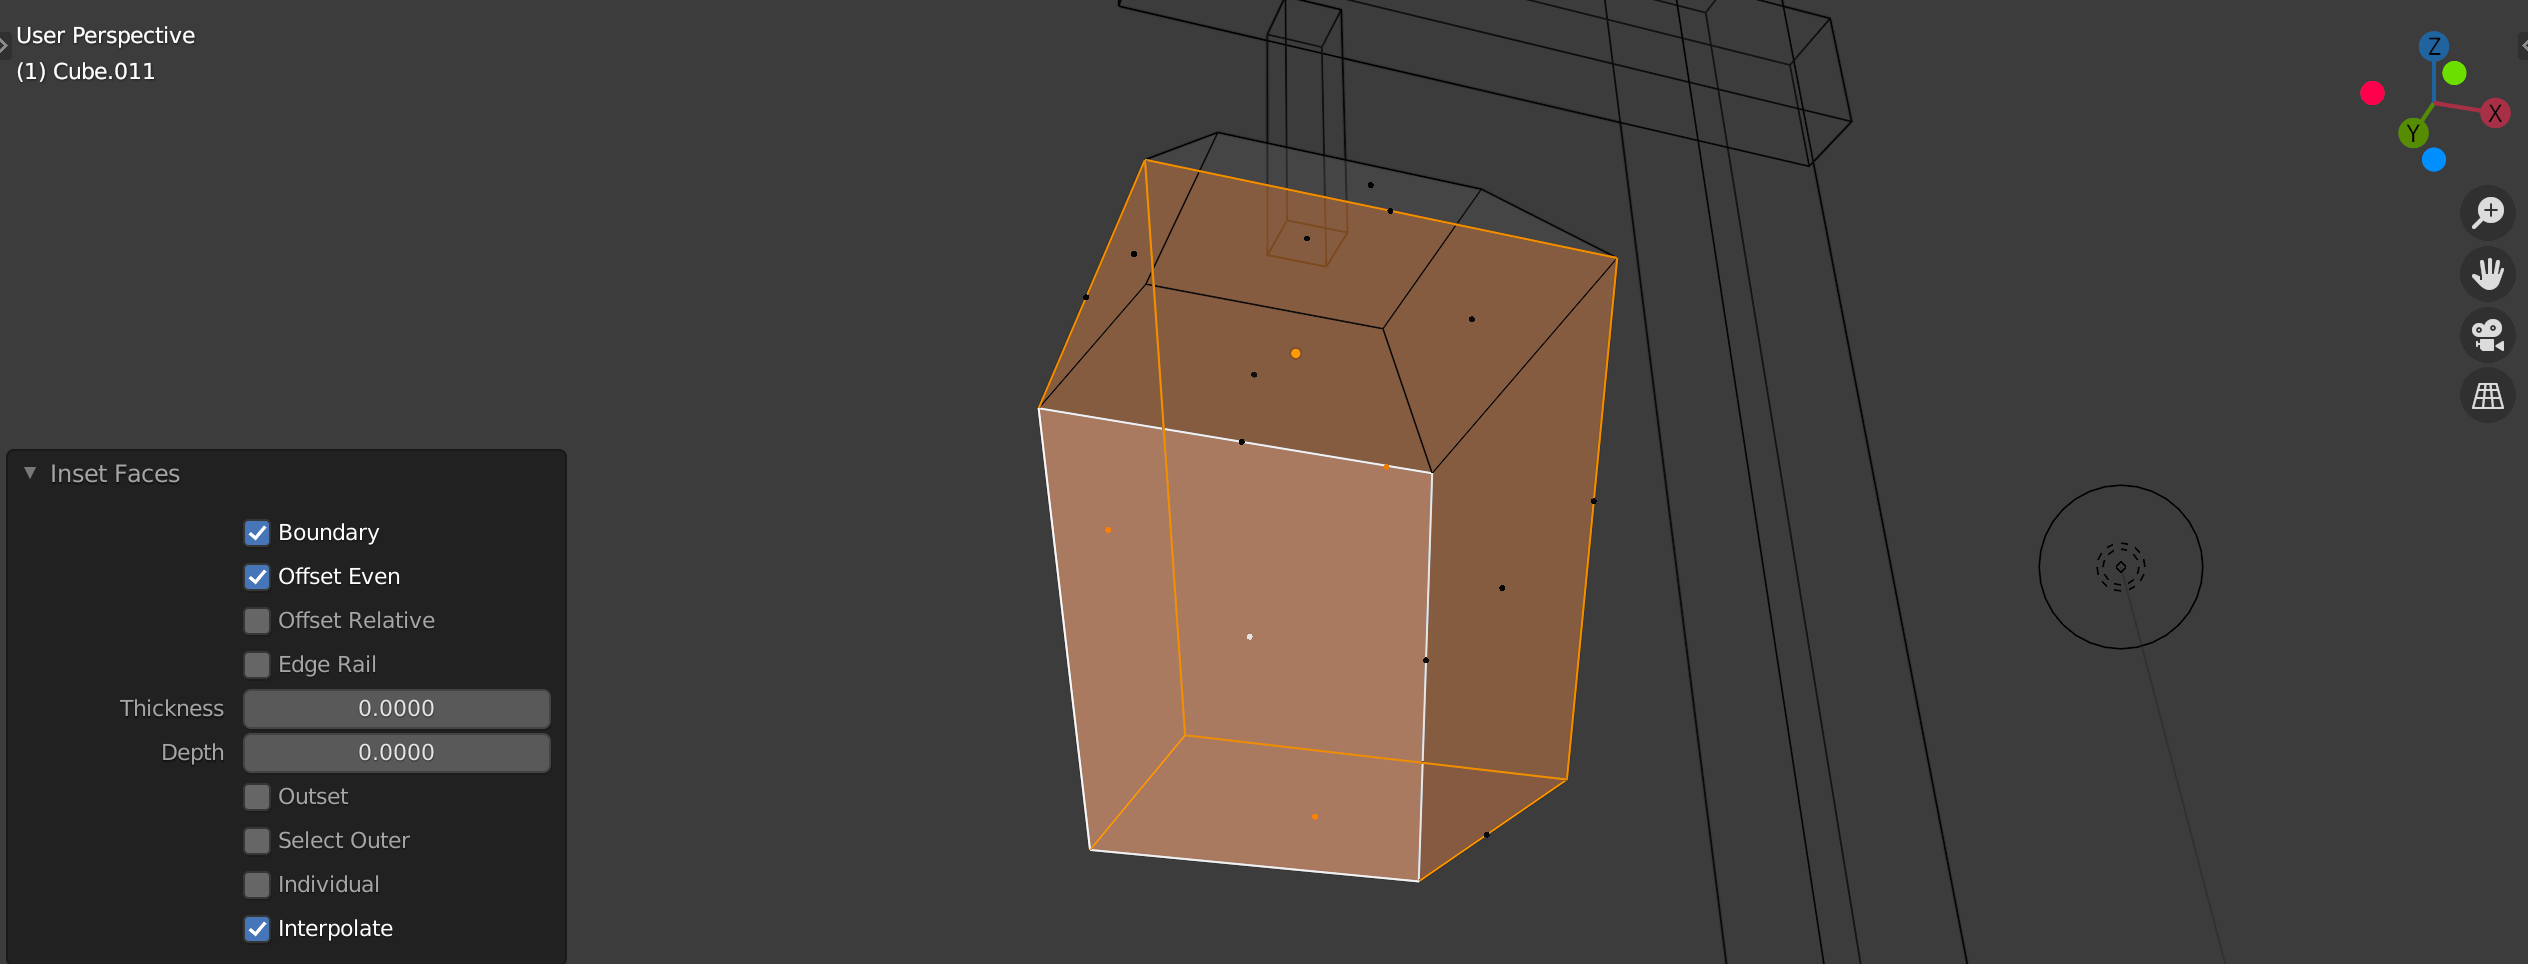 User Perspective
(1) Cube.011
Z
X
Y
Inset Faces
Boundary
Offset Even
Offset Relative
Edge Rail
Thickness 0.0000
Depth 0.0000
Outset
Select Outer
Individual
Interpolate